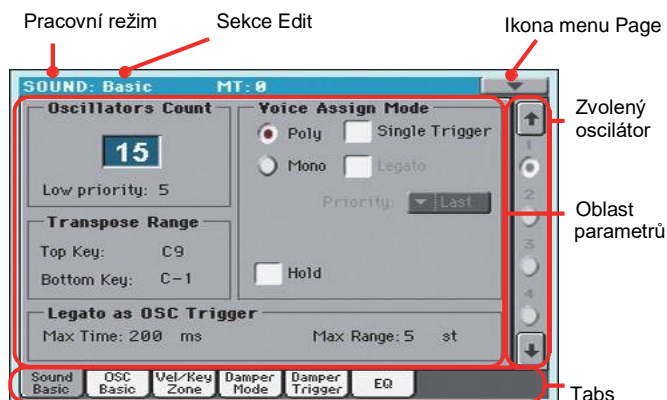 Pracovní režim
Sekce Edit
Ikona menu Page
SOUND: Basic MT:0
Oscillators Count
15
Low priority: 5
Transpose Range
Top Key: C9
Bottom Key: C-1
Voice Assign Mode
Poly Single Trigger
Mono Legato
Priority: Last
Hold
Legato as OSC Trigger
Max Time: 200 ms Max Range: 5 st
1
2
3
4
Zvolený
oscilátor
Oblast
parametrů
Sound Basic
OSC Basic
Vel/Key Zone
Damper Mode
Damper Trigger
EQ
Tabs